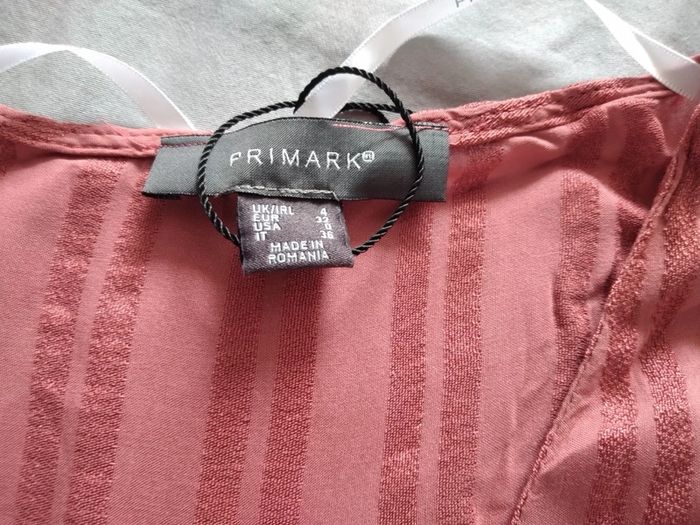 PRIMARK®
UK/IRL 4
EUR 32
USA 0
IT 36
MADE IN
ROMANIA